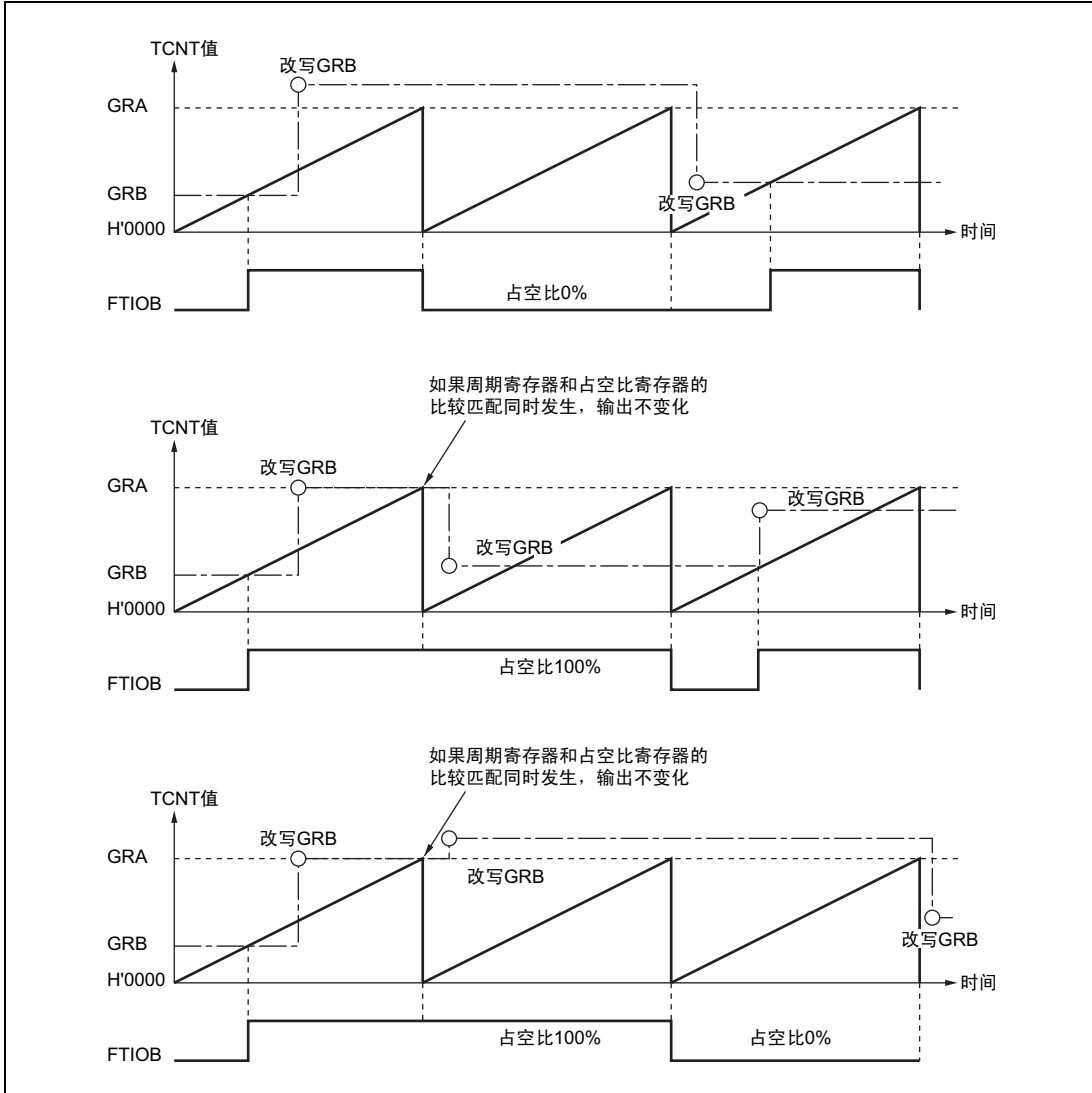 TCNT值
改写GRB
GRA
GRB
改写GRB
H'0000
时间
占空比0%
FTIOB
如果周期寄存器和占空比寄存器的
比较匹配同时发生，输出不变化
TCNT值
改写GRB
GRA
改写GRB
改写GRB
GRB
H'0000
时间
占空比100%
FTIOB
如果周期寄存器和占空比寄存器的
比较匹配同时发生，输出不变化
TCNT值
改写GRB
GRA
改写GRB
GRB
改写GRB
H'0000
时间
占空比100%
占空比0%
FTIOB